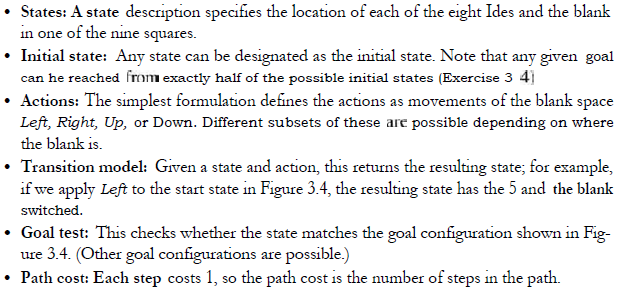 • States: A state description specifies the location of each of the eight Ides and the blank
in one of the nine squares.
• Initial state: Any state can be designated as the initial state. Note that any given goal
can he reached from exactly half of the possible initial states (Exercise 3 4)
• Actions: The simplest formulation defines the actions as movements of the blank space
Left, Right, Up, or Down. Different subsets of these are possible depending on where
the blank is.
• Transition model: Given a state and action, this returns the resulting state; for example,
if we apply Left to the start state in Figure 3.4, the resulting state has the 5 and the blank
switched.
• Goal test: This checks whether the state matches the goal configuration shown in Fig-
ure 3.4. (Other goal configurations are possible.)
• Path cost: Each step costs 1, so the path cost is the number of steps in the path.